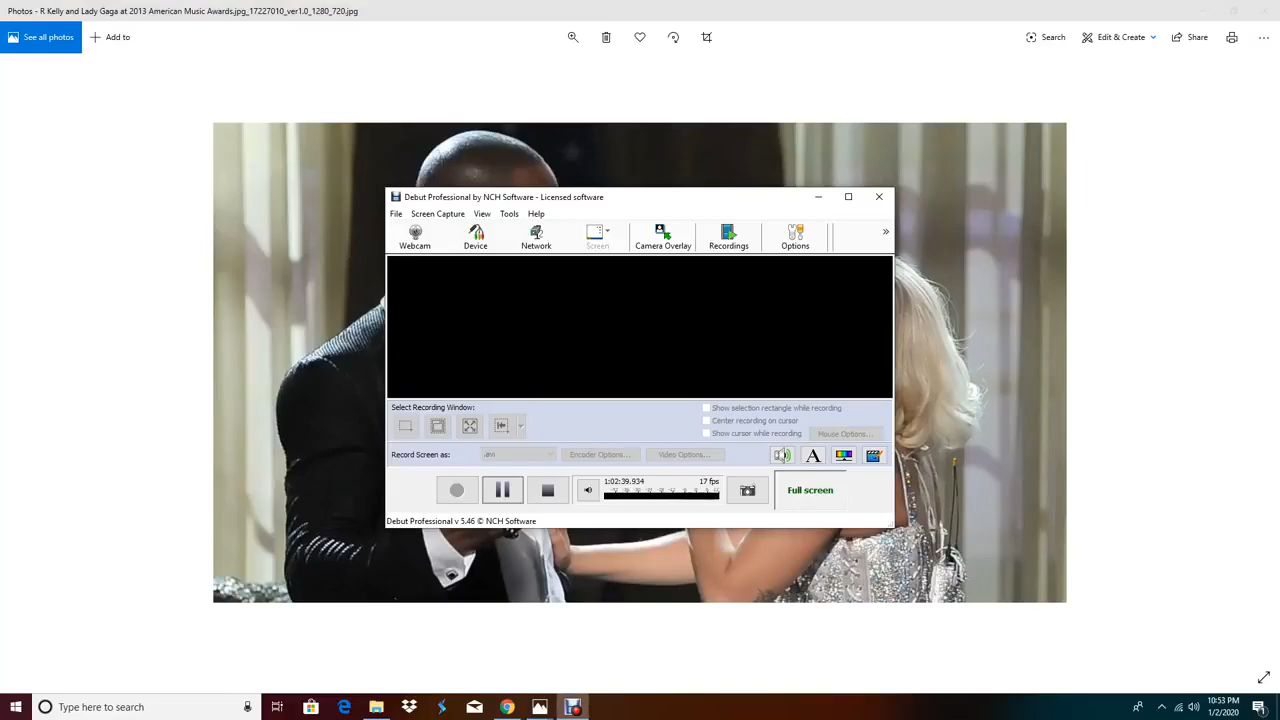 Photos - R Kelly and Lady Gaga at 2013 American Music Awards.jpg_17227010_ver1.0_1280_720.jpg
See all photos
Add to
Search
Edit & Create
Share
Debut Professional by NCH Software - Licensed software
File Screen Capture View Tools Help
Webcam Device Network Screen Camera Overlay Recordings Options »
Select Recording Window:
Show selection rectangle while recording
Center recording on cursor
Show cursor while recording
Mouse Options...
Record Screen as: .avi Encoder Options... Video Options... A
1:02:39.934 17 fps
Full screen
Debut Professional v 5.46 © NCH Software
Type here to search
10:53 PM
1/2/2020